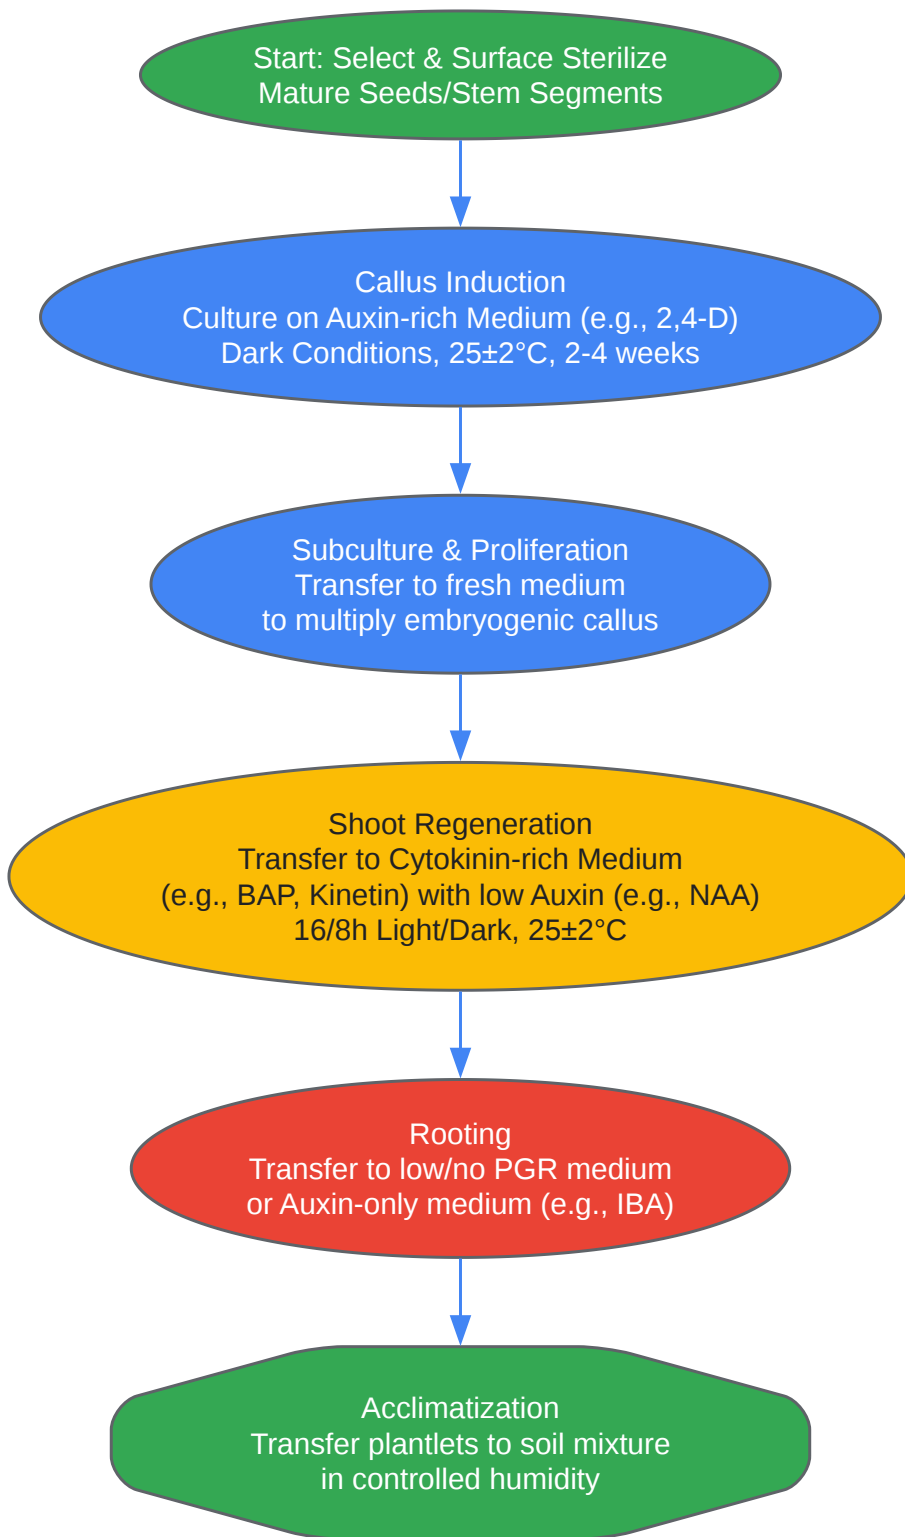 Start: Select & Surface Sterilize
Mature Seeds/Stem Segments
Callus Induction
Culture on Auxin-rich Medium (e.g., 2,4-D)
Dark Conditions, 25±2°C, 2-4 weeks
Subculture & Proliferation
Transfer to fresh medium
to multiply embryogenic callus
Shoot Regeneration
Transfer to Cytokinin-rich Medium
(e.g., BAP, Kinetin) with low Auxin (e.g., NAA)
16/8h Light/Dark, 25±2°C
Rooting
Transfer to low/no PGR medium
or Auxin-only medium (e.g., IBA)
Acclimatization
Transfer plantlets to soil mixture
in controlled humidity